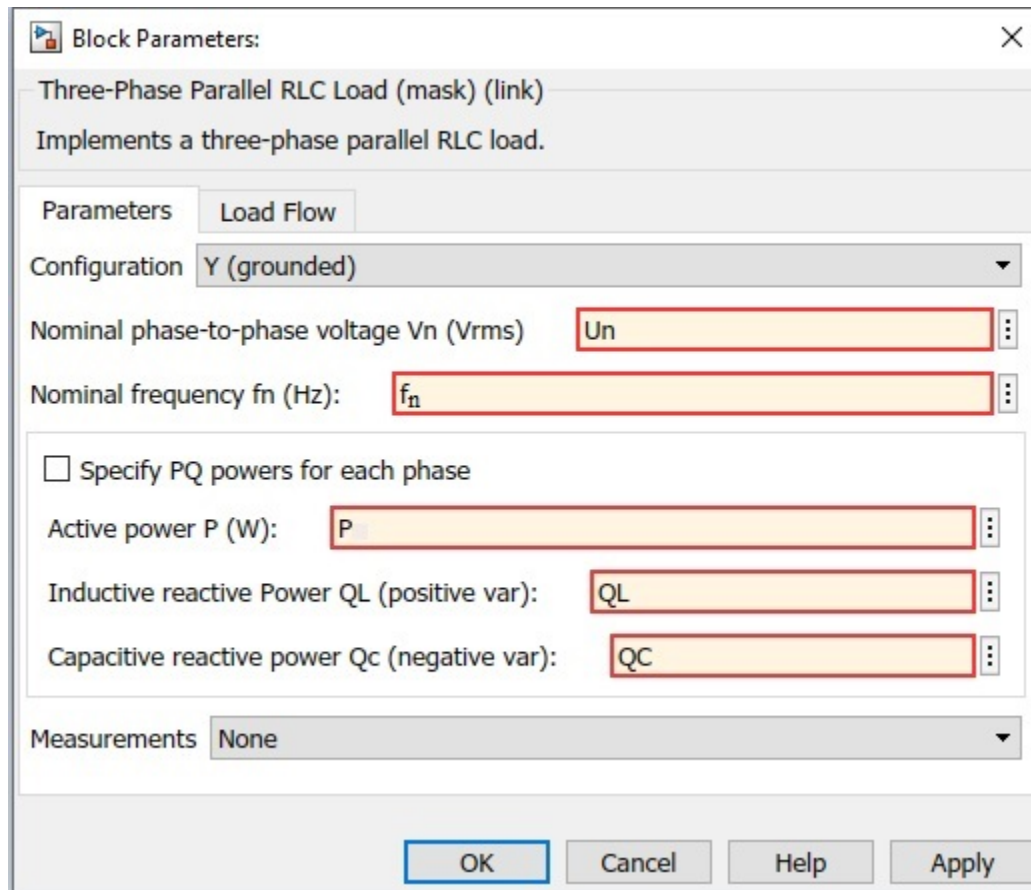 Block Parameters:
Three-Phase Parallel RLC Load (mask) (link)
Implements a three-phase parallel RLC load.
Parameters Load Flow
Configuration Y (grounded)
Nominal phase-to-phase voltage Vn (Vrms) Un
Nominal frequency fn (Hz): fn
Specify PQ powers for each phase
Active power P (W): P
Inductive reactive Power QL (positive var): QL
Capacitive reactive power Qc (negative var): QC
Measurements None
OK Cancel Help Apply